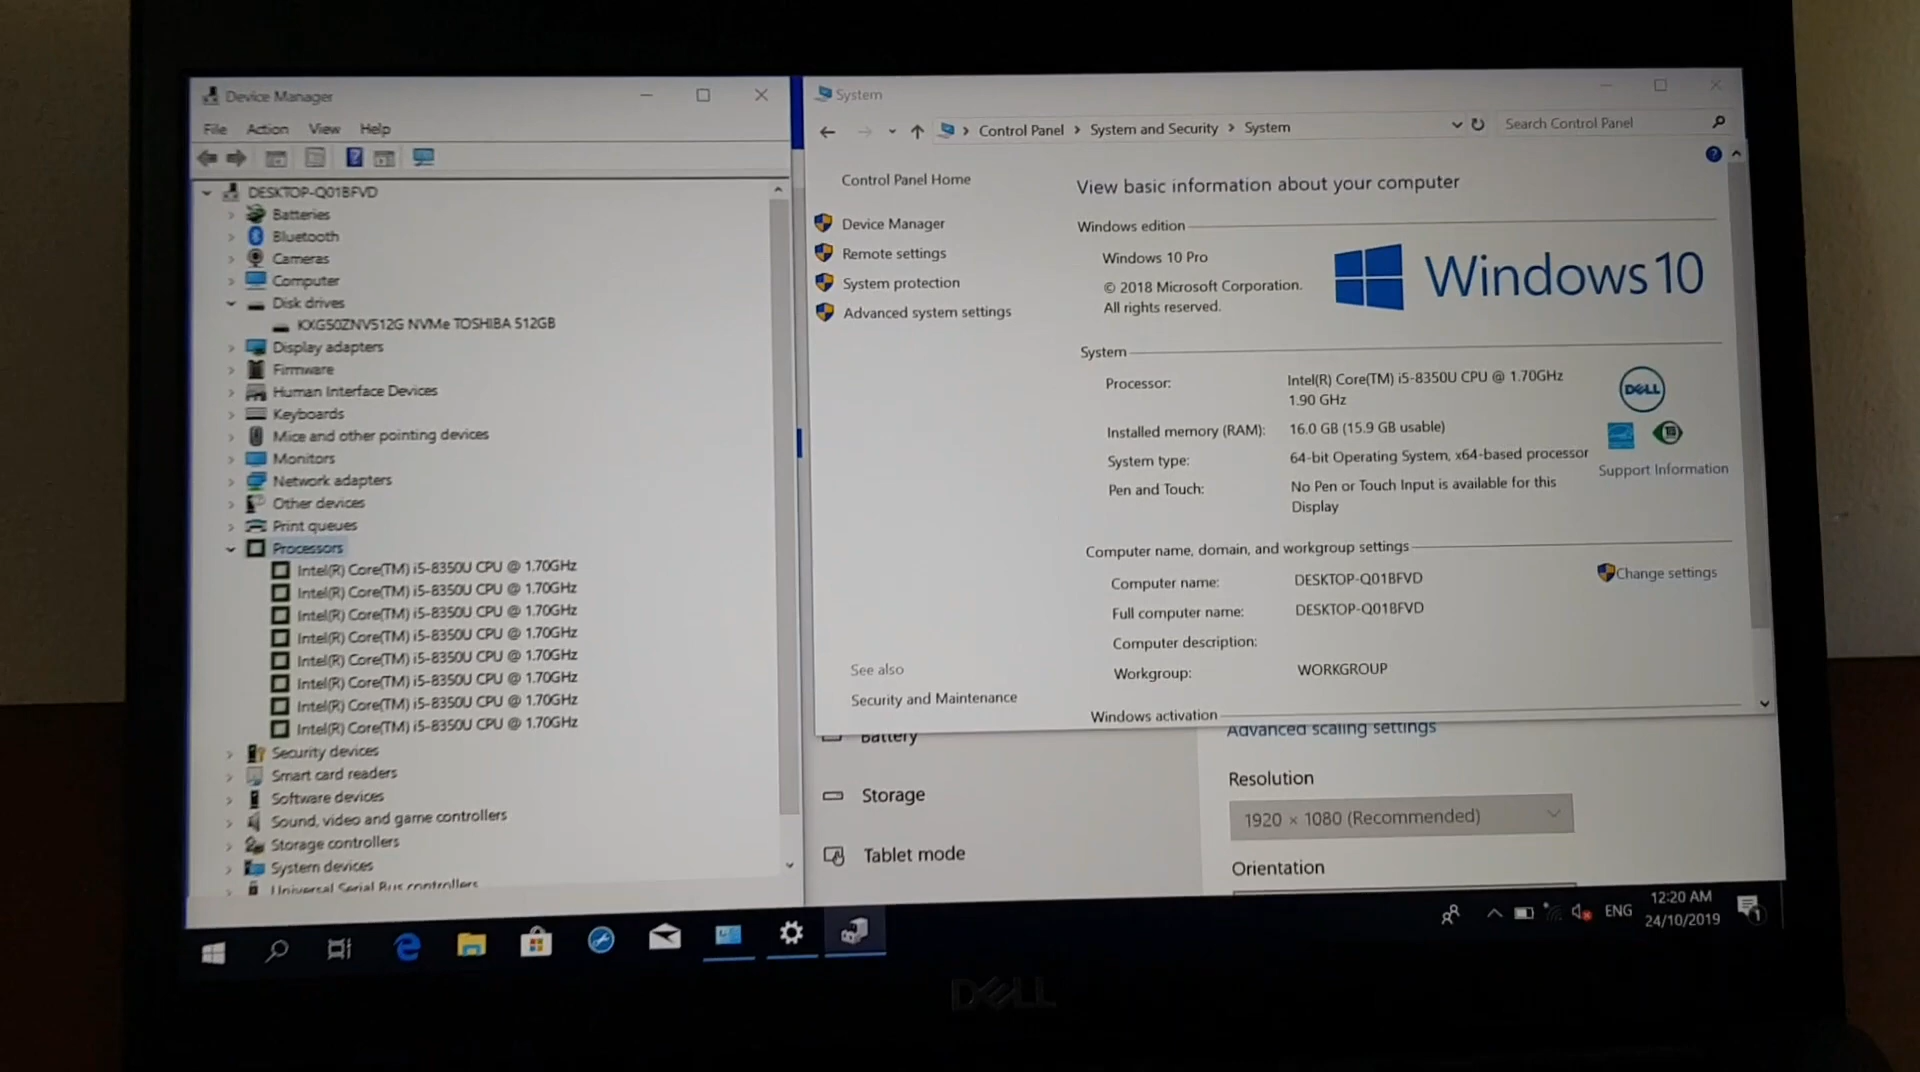 Device Manager
File Action View Help
DESKTOP-Q01BFVD
Batteries
Bluetooth
Cameras
Computer
Disk drives
KXG50ZNV512G NVMe TOSHIBA 512GB
Display adapters
Firmware
Human Interface Devices
Keyboards
Mice and other pointing devices
Monitors
Network adapters
Other devices
Print queues
Processors
Intel(R) Core(TM) i5-8350U CPU @ 1.70GHz
Intel(R) Core(TM) i5-8350U CPU @ 1.70GHz
Intel(R) Core(TM) i5-8350U CPU @ 1.70GHz
Intel(R) Core(TM) i5-8350U CPU @ 1.70GHz
Intel(R) Core(TM) i5-8350U CPU @ 1.70GHz
Intel(R) Core(TM) i5-8350U CPU @ 1.70GHz
Intel(R) Core(TM) i5-8350U CPU @ 1.70GHz
Intel(R) Core(TM) i5-8350U CPU @ 1.70GHz
Security devices
Smart card readers
Software devices
Sound, video and game controllers
Storage controllers
System devices
Universal Serial Bus controllers
System
Control Panel > System and Security > System
Search Control Panel
Control Panel Home
Device Manager
Remote settings
System protection
Advanced system settings
See also
Security and Maintenance
View basic information about your computer
Windows edition
Windows 10 Pro
© 2018 Microsoft Corporation.
All rights reserved.
Windows 10
System
Processor: Intel(R) Core(TM) i5-8350U CPU @ 1.70GHz
1.90 GHz
Installed memory (RAM): 16.0 GB (15.9 GB usable)
System type: 64-bit Operating System, x64-based processor
Pen and Touch: No Pen or Touch Input is available for this
Display
DELL
Support Information
Computer name, domain, and workgroup settings
Computer name: DESKTOP-Q01BFVD
Change settings
Full computer name: DESKTOP-Q01BFVD
Computer description:
Workgroup: WORKGROUP
Windows activation
Battery
Storage
Tablet mode
Advanced scaling settings
Resolution
1920 × 1080 (Recommended)
Orientation
ENG
12:20 AM
24/10/2019
1
DELL